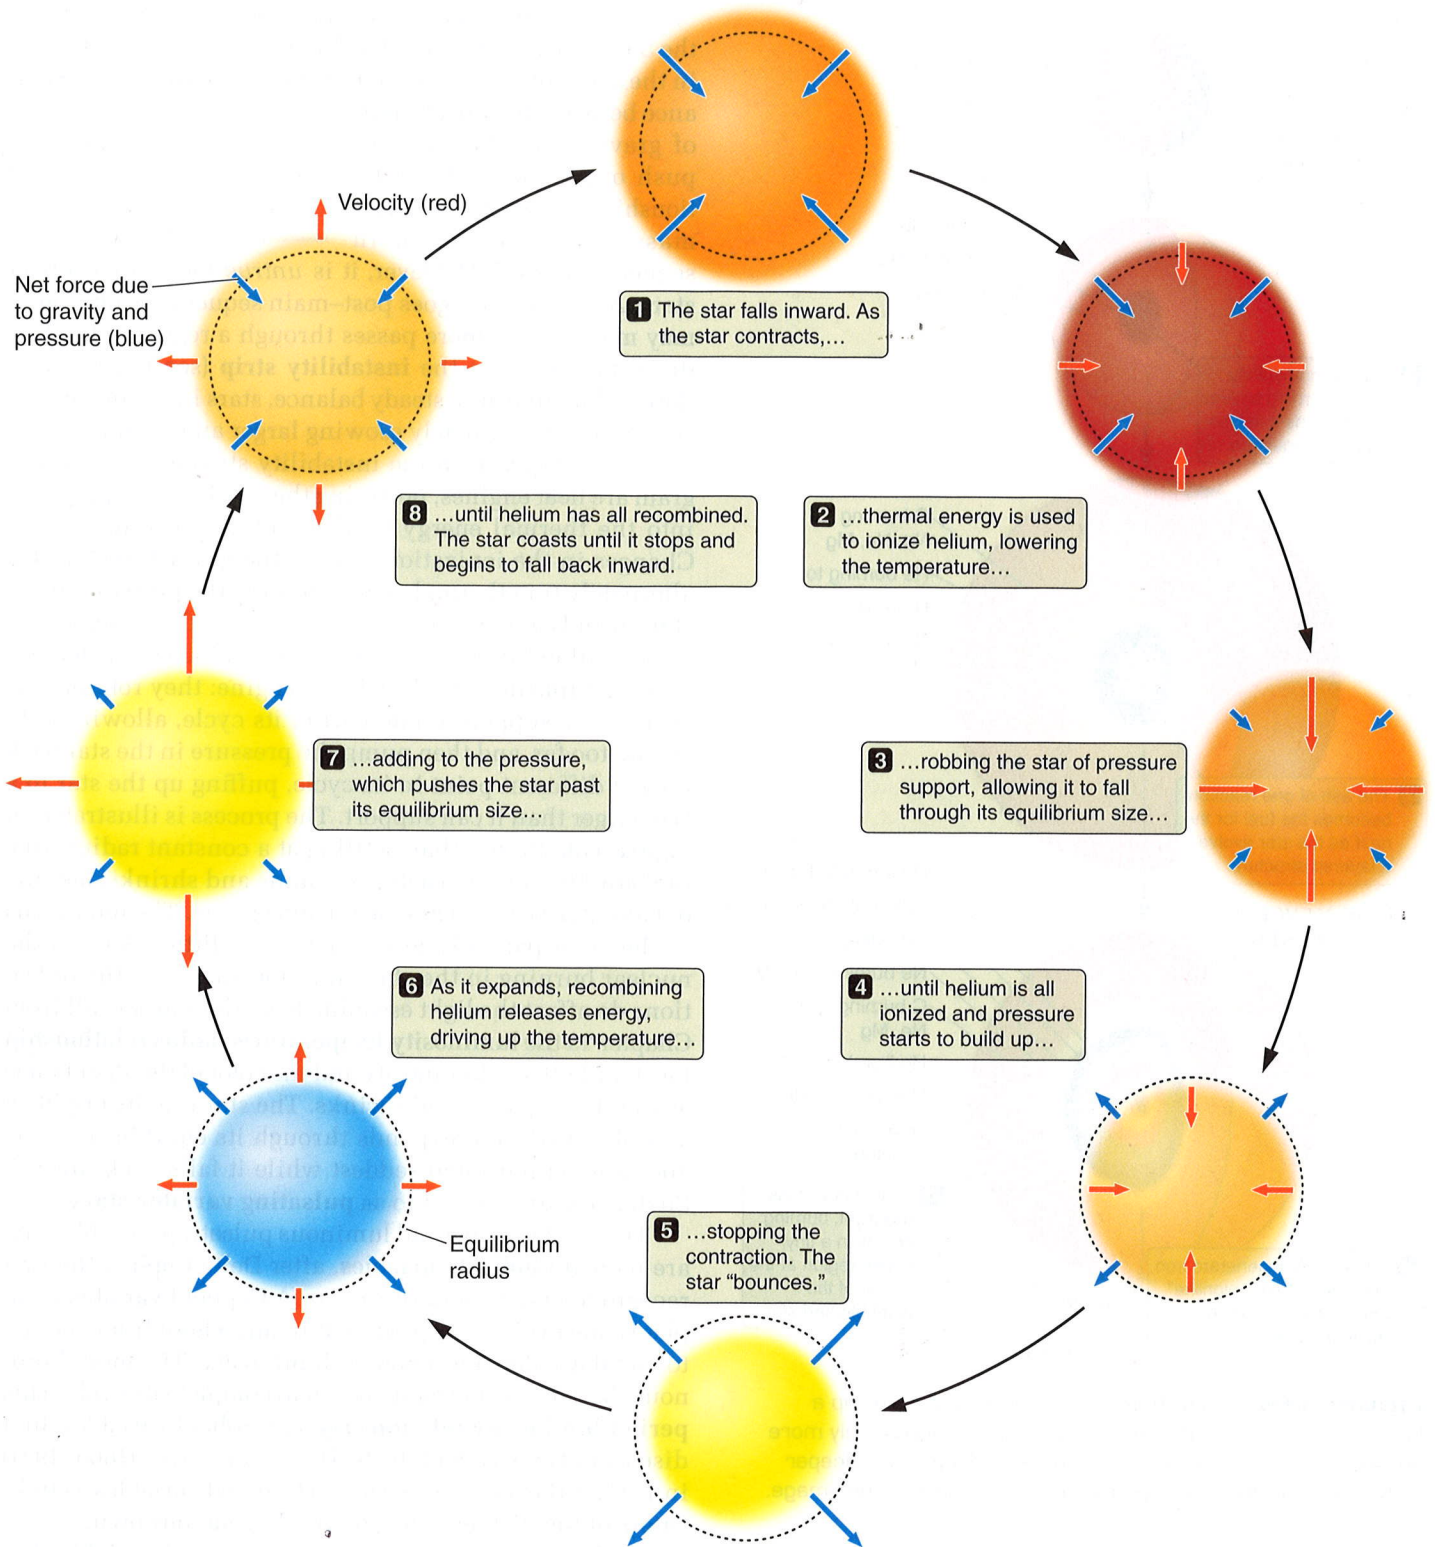 Velocity (red)
Net force due
to gravity and
pressure (blue)
1 The star falls inward. As
the star contracts,...
2 ...thermal energy is used
to ionize helium, lowering
the temperature...
3 ...robbing the star of pressure
support, allowing it to fall
through its equilibrium size...
4 ...until helium is all
ionized and pressure
starts to build up...
5 ...stopping the
contraction. The
star “bounces.”
Equilibrium
radius
6 As it expands, recombining
helium releases energy,
driving up the temperature...
7 ...adding to the pressure,
which pushes the star past
its equilibrium size...
8 ...until helium has all recombined.
The star coasts until it stops and
begins to fall back inward.